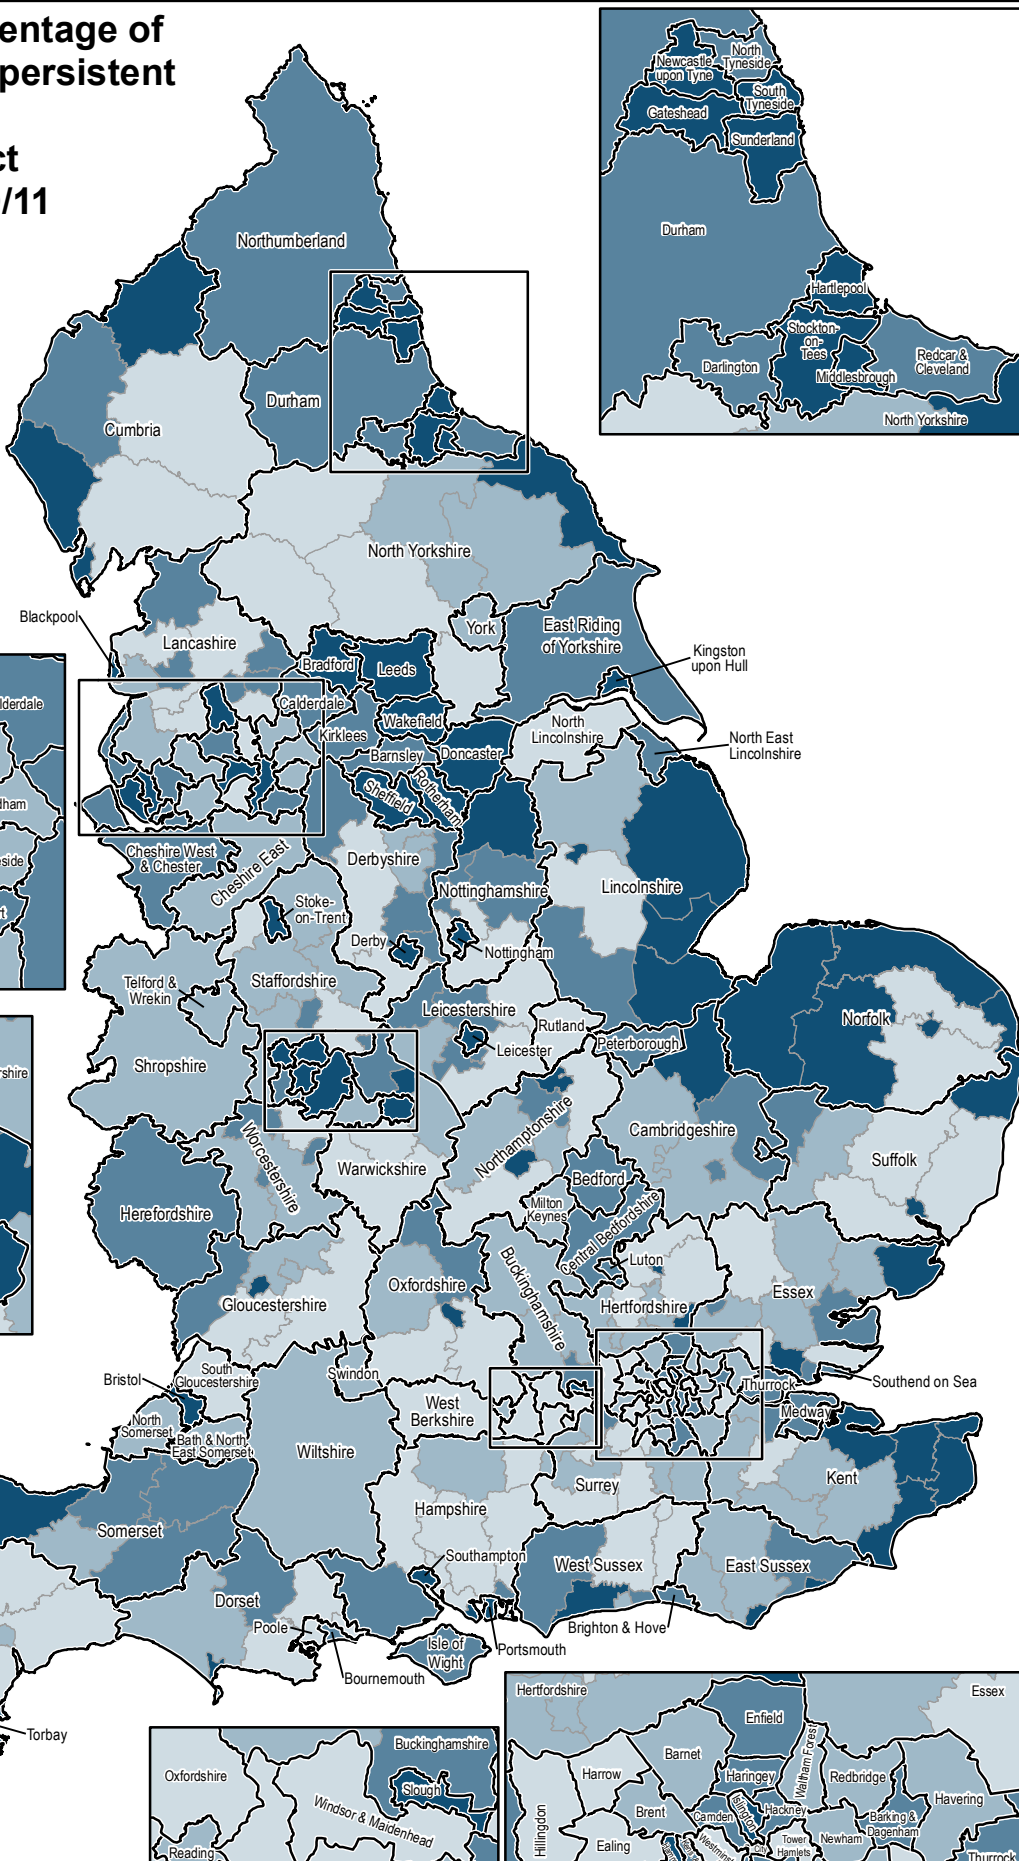 entage of
persistent
ct
/11
Newcastle
upon Tyne
North
Tyneside
South
Tyneside
Gateshead
Sunderland
Durham
Hartlepool
Stockton-
on-
Tees
Darlington
Middlesbrough
Redcar &
Cleveland
North Yorkshire
Northumberland
Durham
Cumbria
North Yorkshire
Blackpool
Lancashire
York
East Riding
of Yorkshire
Kingston
upon Hull
Bradford
Leeds
Calderdale
Wakefield
Kirklees
Barnsley
Doncaster
North
Lincolnshire
North East
Lincolnshire
Sheffield
Rotherham
lderdale
dham
side
rt
Cheshire West
& Chester
Cheshire East
Derbyshire
Nottinghamshire
Lincolnshire
Stoke-
on-Trent
Derby
Nottingham
Telford &
Wrekin
Staffordshire
Leicestershire
Rutland
Leicester
Peterborough
Norfolk
Shropshire
rshire
Worcestershire
Warwickshire
Northamptonshire
Cambridgeshire
Suffolk
Herefordshire
Bedford
Milton
Keynes
Central Bedfordshire
Luton
Buckinghamshire
Oxfordshire
Gloucestershire
Hertfordshire
Essex
Bristol
South
Gloucestershire
Swindon
West
Berkshire
Thurrock
Southend on Sea
Medway
North
Somerset
Bath & North
East Somerset
Wiltshire
Surrey
Kent
Hampshire
Somerset
Southampton
West Sussex
East Sussex
Dorset
Poole
Brighton & Hove
Isle of
Wight
Portsmouth
Bournemouth
Torbay
Oxfordshire
Buckinghamshire
Slough
Windsor & Maidenhead
Reading
Hertfordshire
Essex
Enfield
Barnet
Harrow
Haringey
Waltham Forest
Redbridge
Havering
Hillingdon
Brent
Camden
Islington
Hackney
Barking &
Dagenham
Ealing
City
Tower
Hamlets
Newham
Thurrock